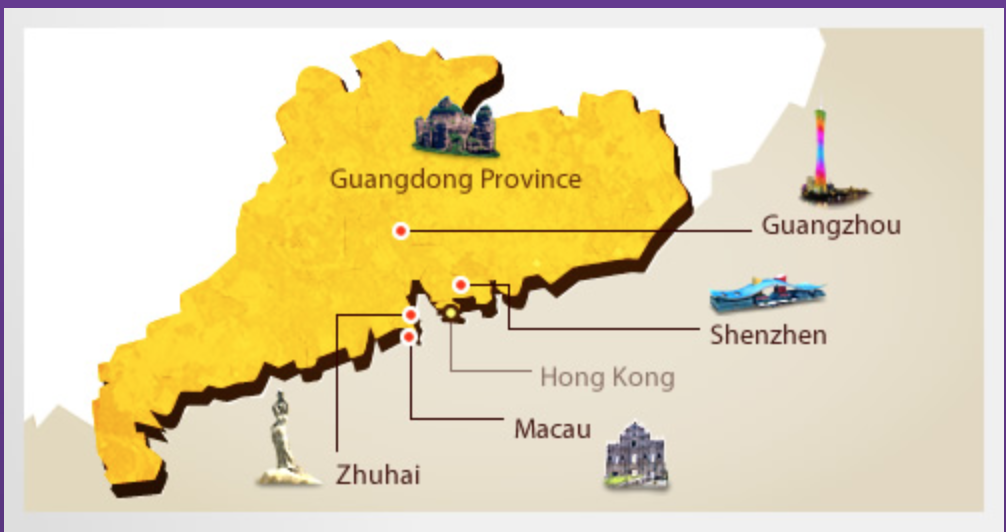 Guangdong Province
Guangzhou
Shenzhen
Hong Kong
Macau
Zhuhai